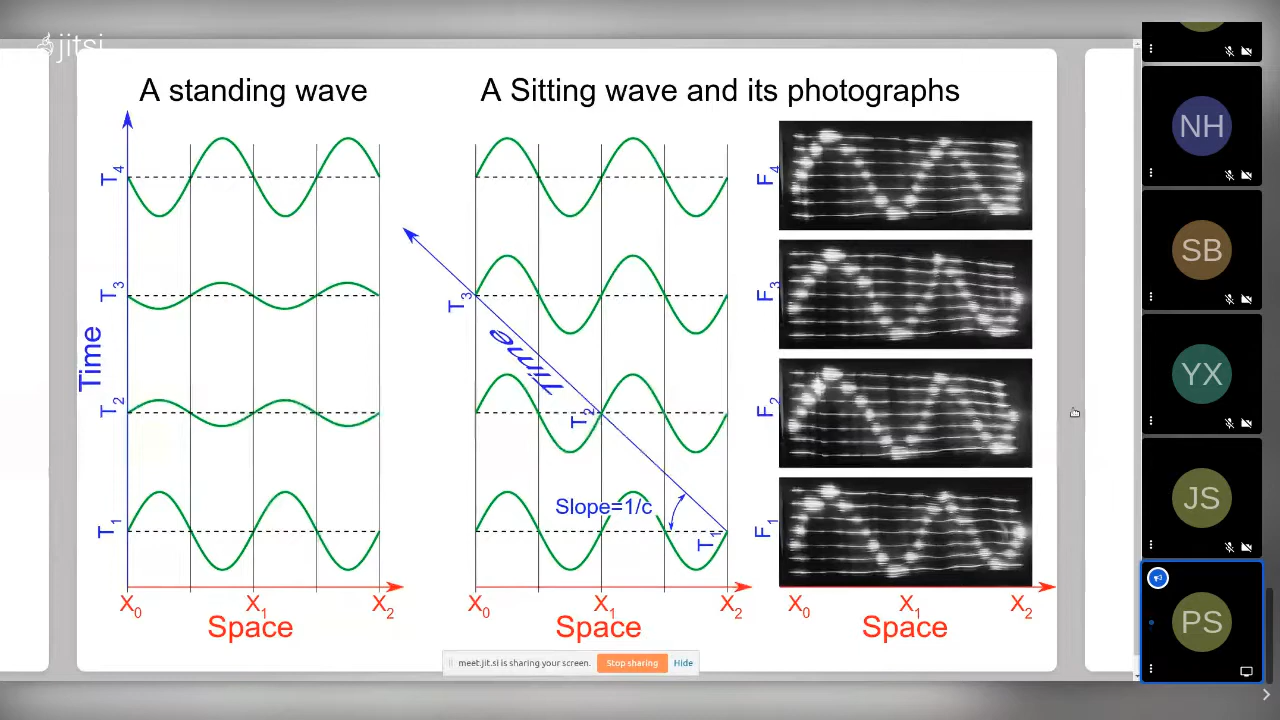 jitsi
A standing wave
A Sitting wave and its photographs
Time
T4
T3
T2
T1
X0
X1
X2
Space
Time
T3
T2
T1
Slope=1/c
X0
X1
X2
Space
F4
F3
F2
F1
X0
X1
X2
Space
meet.jit.si is sharing your screen.
Stop sharing
Hide
NH
SB
YX
JS
PS